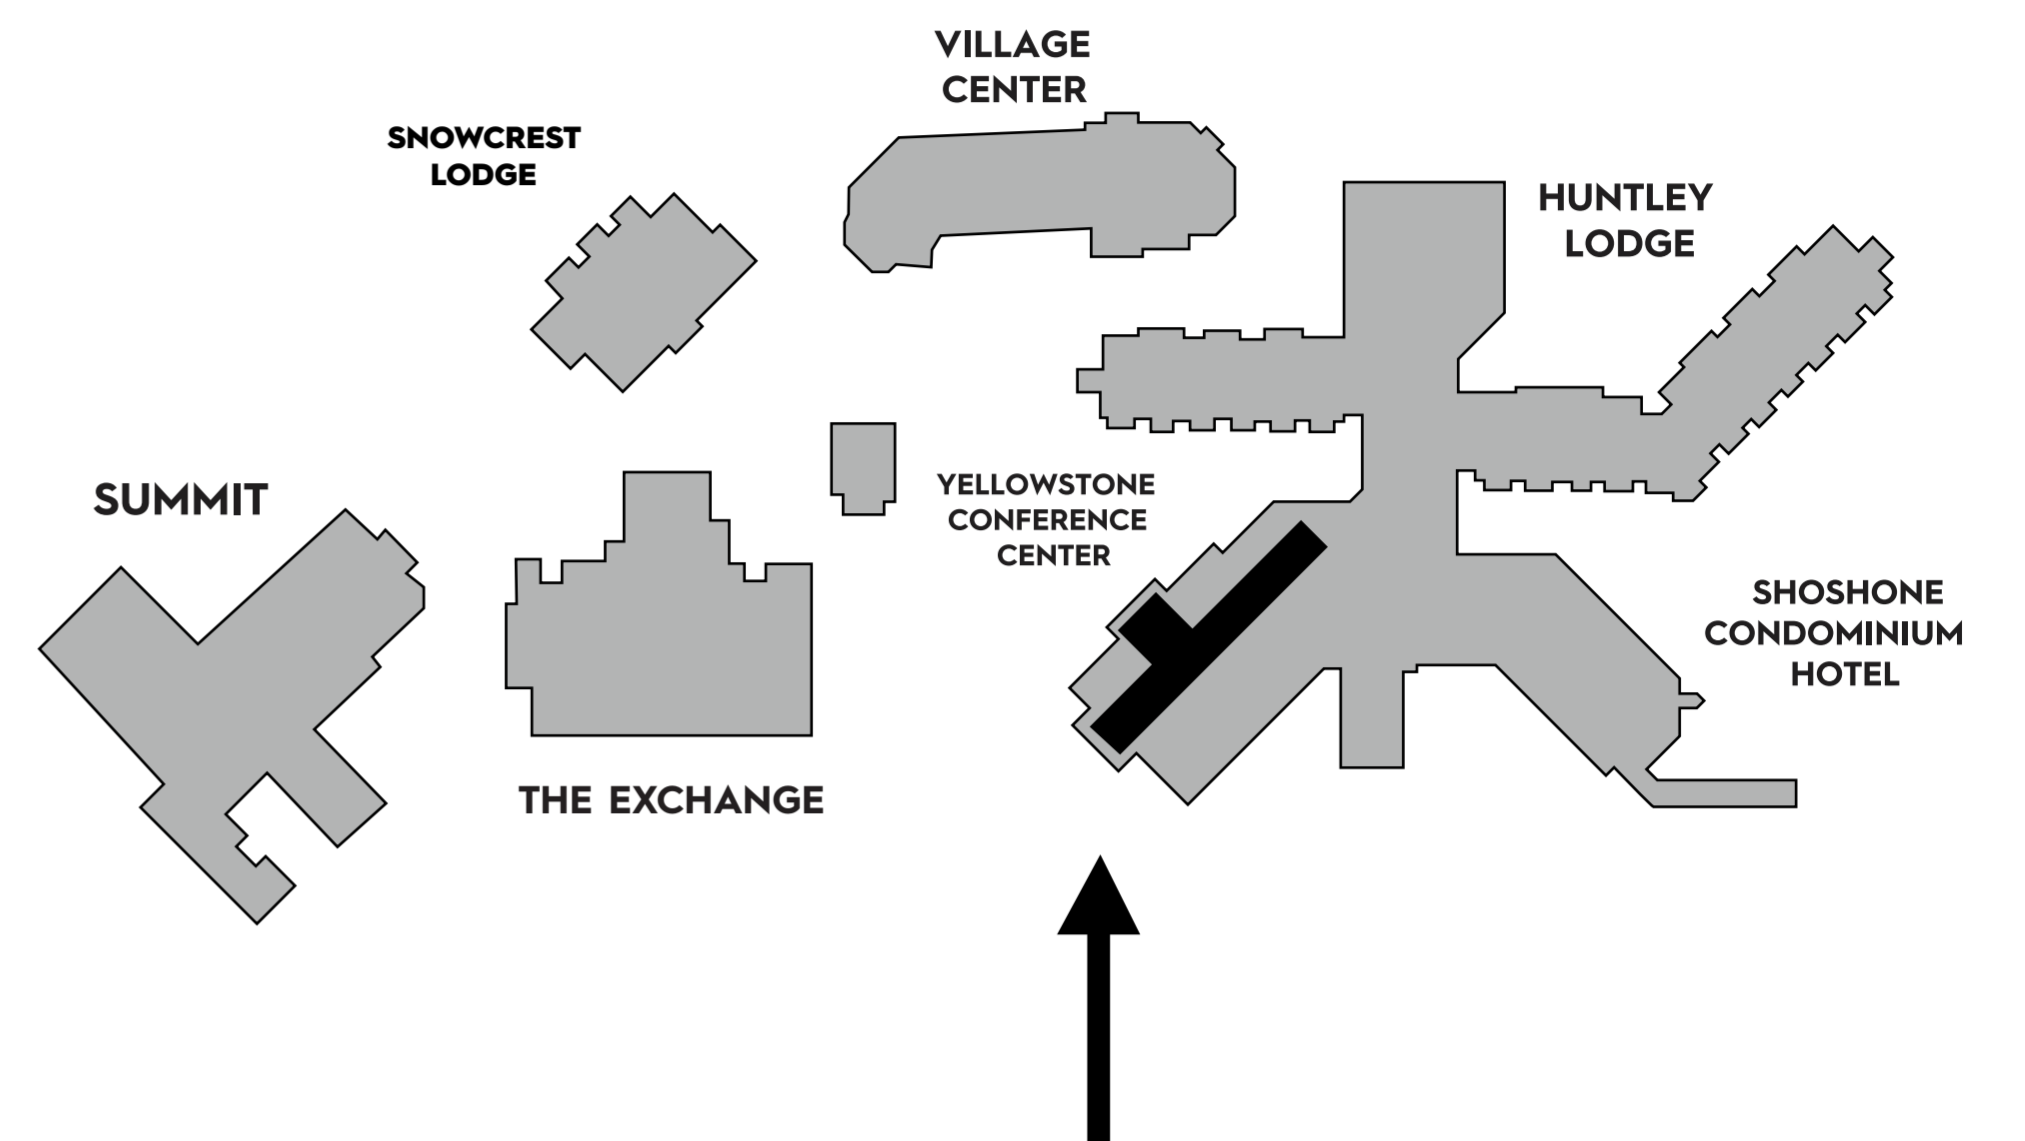 VILLAGE
CENTER
SNOWCREST
LODGE
HUNTLEY
LODGE
SUMMIT
YELLOWSTONE
CONFERENCE
CENTER
SHOSHONE
CONDOMINIUM
HOTEL
THE EXCHANGE